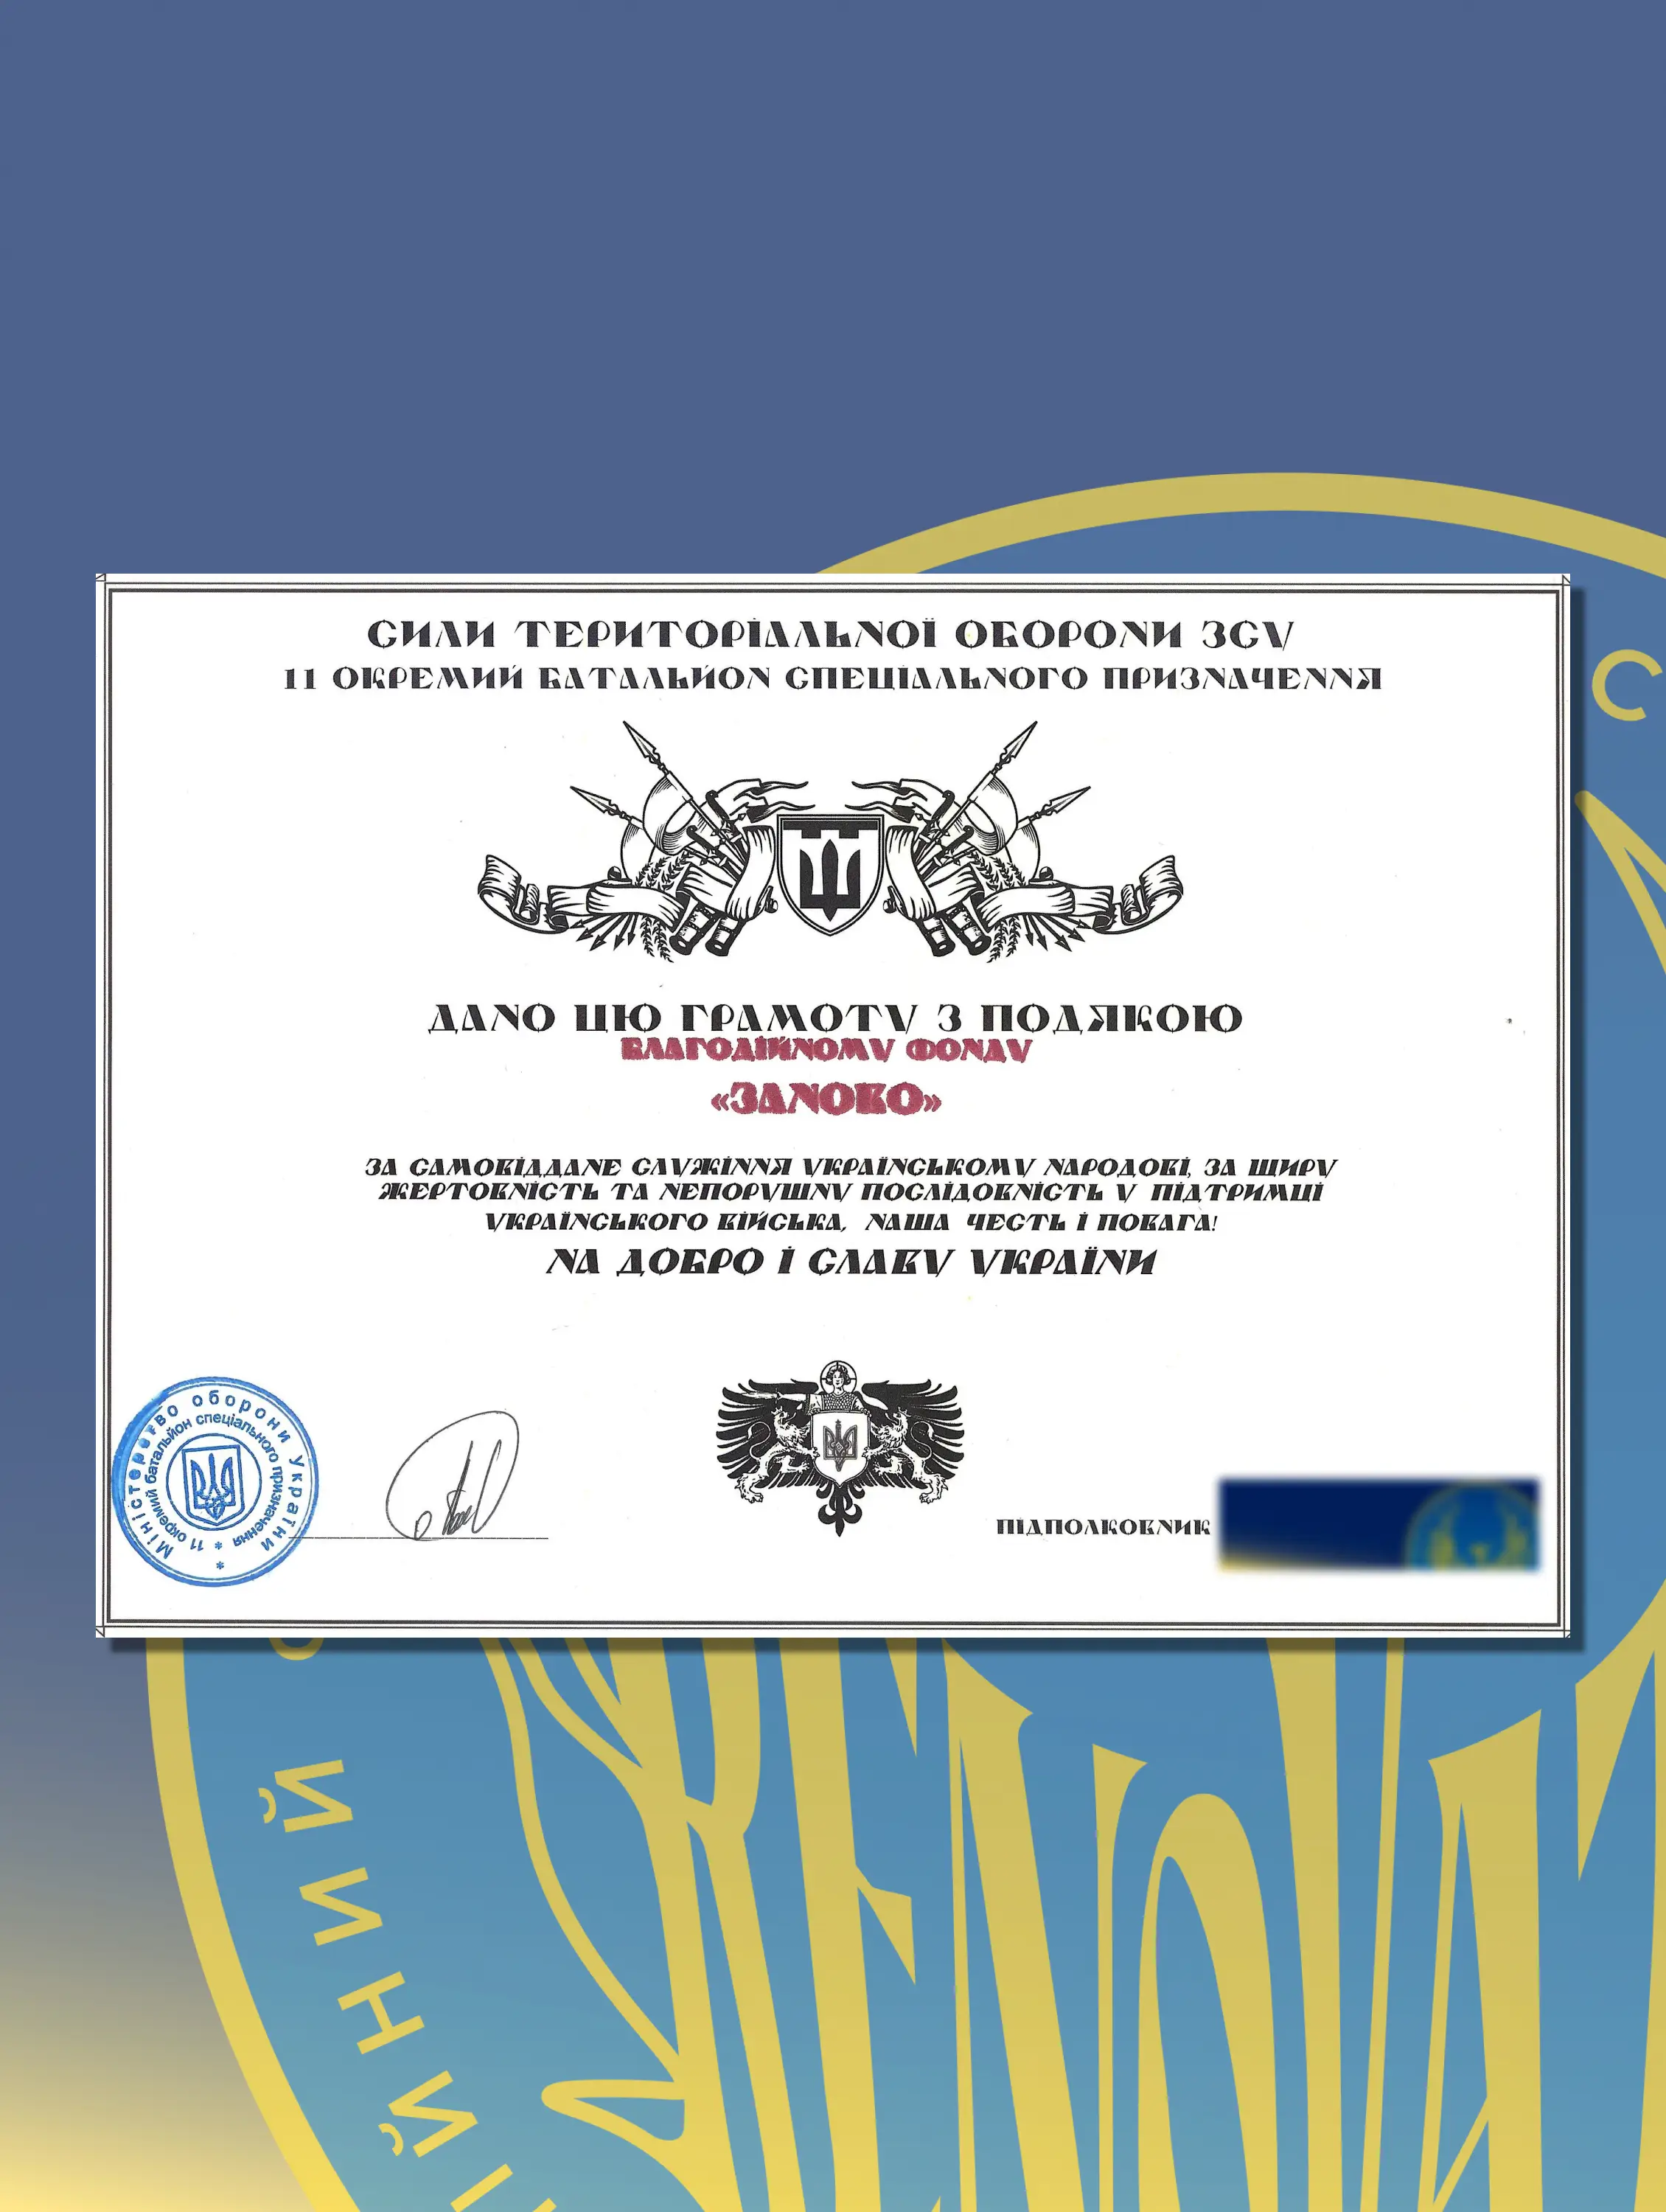 СИЛИ ТЕРИТОРІАЛЬНОЇ ОБОРОНИ ЗСУ
11 ОКРЕМИЙ БАТАЛЬЙОН СПЕЦІАЛЬНОГО ПРИЗНАЧЕННЯ
ДАНО ЦЮ ГРАМОТУ З ПОДЯКОЮ
БЛАГОДІЙНОМУ ФОНДУ
«ЗАНОВО»
ЗА САМОВІДДАНЕ СЛУЖІННЯ УКРАЇНСЬКОМУ НАРОДОВІ, ЗА ЩИРУ
ЖЕРТОВНІСТЬ ТА НЕПОРУШНУ ПОСЛІДОВНІСТЬ У ПІДТРИМЦІ
УКРАЇНСЬКОГО ВІЙСЬКА, НАША ЧЕСТЬ І ПОВАГА!
НА ДОБРО І СЛАВУ УКРАЇНИ
Міністерство оборони України *
11 окремий батальйон спеціального призначення *
ПІДПОЛКОВНИК